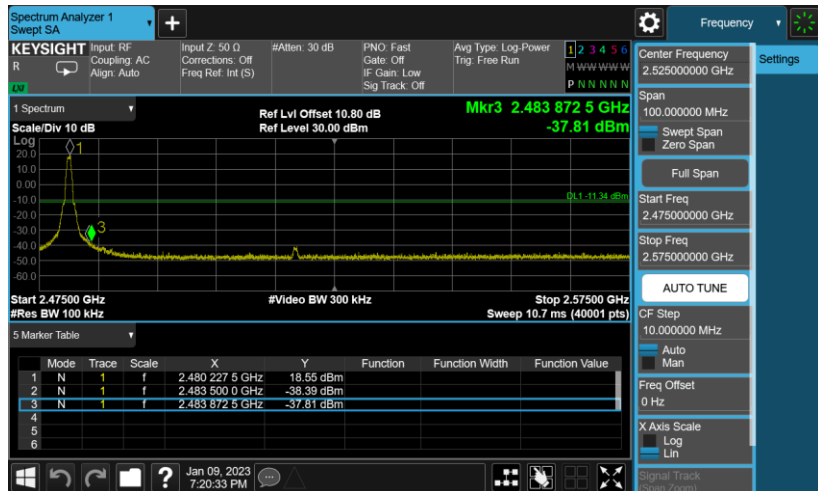 Spectrum Analyzer 1
Swept SA
Frequency
KEYSIGHT
R
LXI
Input: RF
Coupling: AC
Align: Auto
Input Z: 50 Ω
Corrections: Off
Freq Ref: Int (S)
#Atten: 30 dB
PNO: Fast
Gate: Off
IF Gain: Low
Sig Track: Off
Avg Type: Log-Power
Trig: Free Run
1 2 3 4 5 6
M W W W W W
P N N N N N
1 Spectrum
Scale/Div 10 dB
Ref Lvl Offset 10.80 dB
Ref Level 30.00 dBm
Mkr3 2.483 872 5 GHz
-37.81 dBm
Log
20.0
10.0
0.00
-10.0
-20.0
-30.0
-40.0
-50.0
-60.0
1
3
DL1 -11.34 dBm
Start 2.47500 GHz
#Res BW 100 kHz
#Video BW 300 kHz
Stop 2.57500 GHz
Sweep 10.7 ms (40001 pts)
5 Marker Table
Mode Trace Scale X Y Function Function Width Function Value
1 N 1 f 2.480 227 5 GHz 18.55 dBm
2 N 1 f 2.483 500 0 GHz -38.39 dBm
3 N 1 f 2.483 872 5 GHz -37.81 dBm
4
5
6
Jan 09, 2023
7:20:33 PM
Center Frequency
2.525000000 GHz
Settings
Span
100.000000 MHz
Swept Span
Zero Span
Full Span
Start Freq
2.475000000 GHz
Stop Freq
2.575000000 GHz
AUTO TUNE
CF Step
10.000000 MHz
Auto
Man
Freq Offset
0 Hz
X Axis Scale
Log
Lin
Signal Track
(Span Zoom)